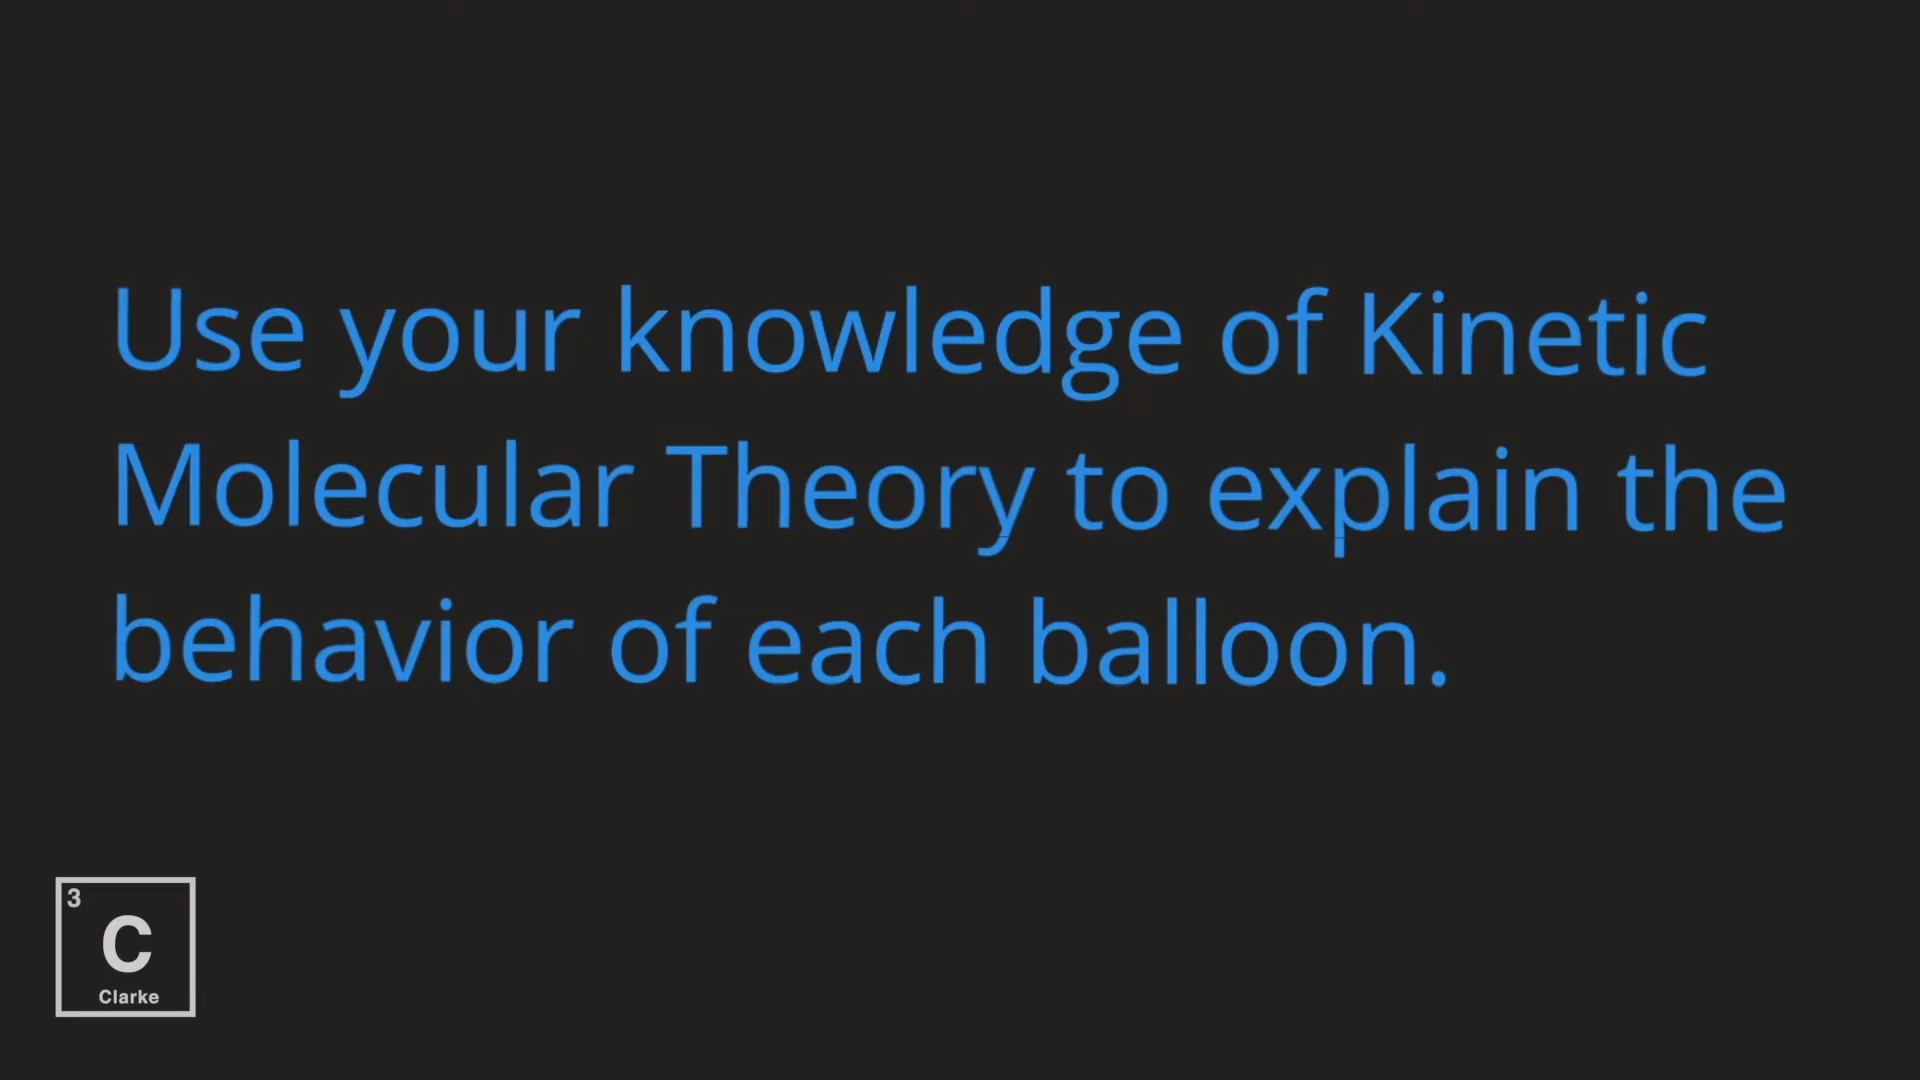 Use your knowledge of Kinetic
Molecular Theory to explain the
behavior of each balloon.
3
C
Clarke